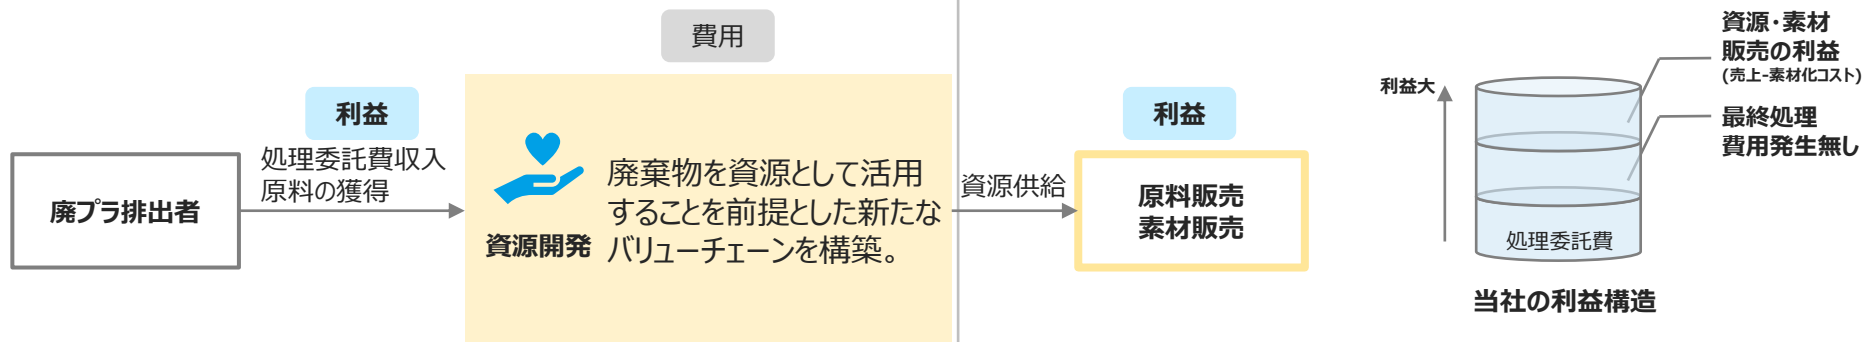 費用
利益
処理委託費収入
原料の獲得
廃プラ排出者
資源開発
廃棄物を資源として活用
することを前提とした新たな
バリューチェーンを構築。
資源供給
利益
原料販売
素材販売
利益大
資源・素材
販売の利益
(売上-素材化コスト)
最終処理
費用発生無し
処理委託費
当社の利益構造